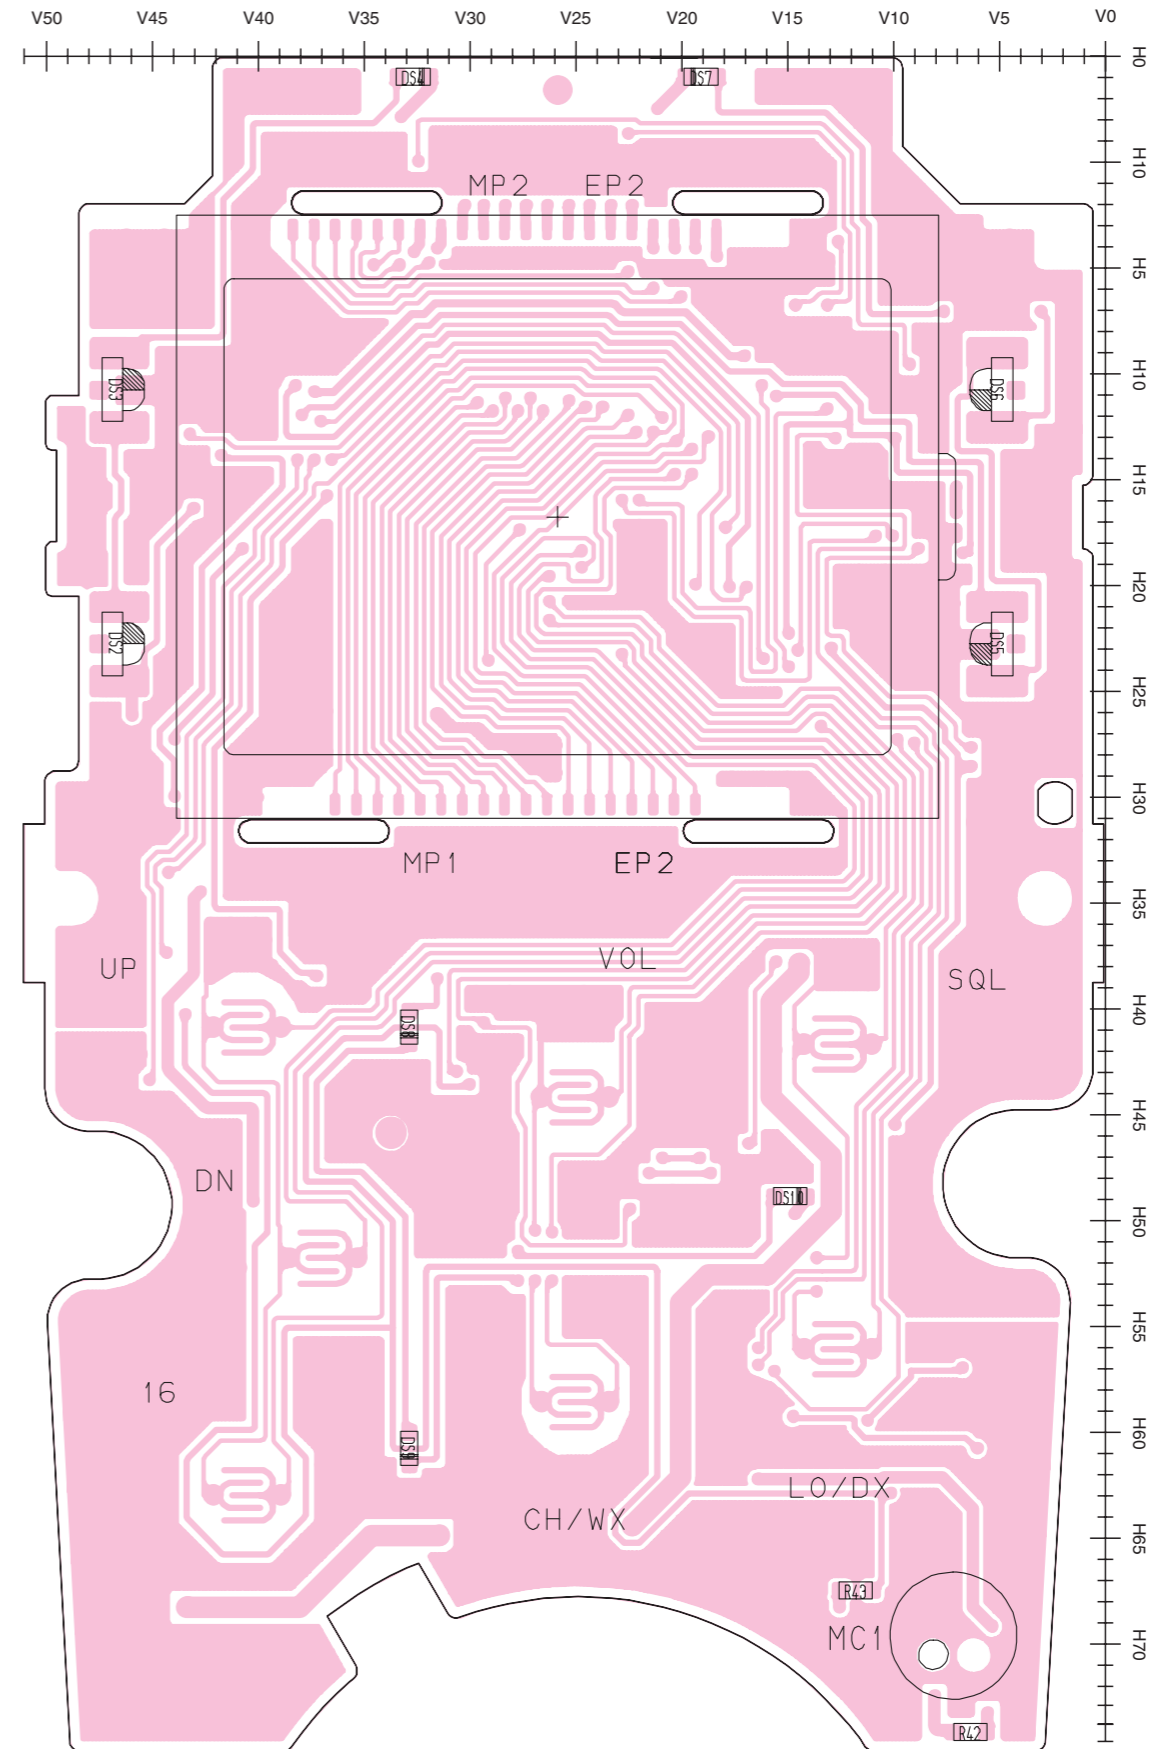 V50 V45 V40 V35 V30 V25 V20 V15 V10 V5 V0
H0
DS4 DS7
H10
MP2 EP2
H5
H10
DS3 DS6
H15
H20
DS2 DS5
H25
H30
MP1 EP2
H35
UP VOL SQL
H40
DS8
H45
DN
DS10
H50
H55
16
H60
DS9
LO/DX
CH/WX
H65
R43
MC1
H70
R42